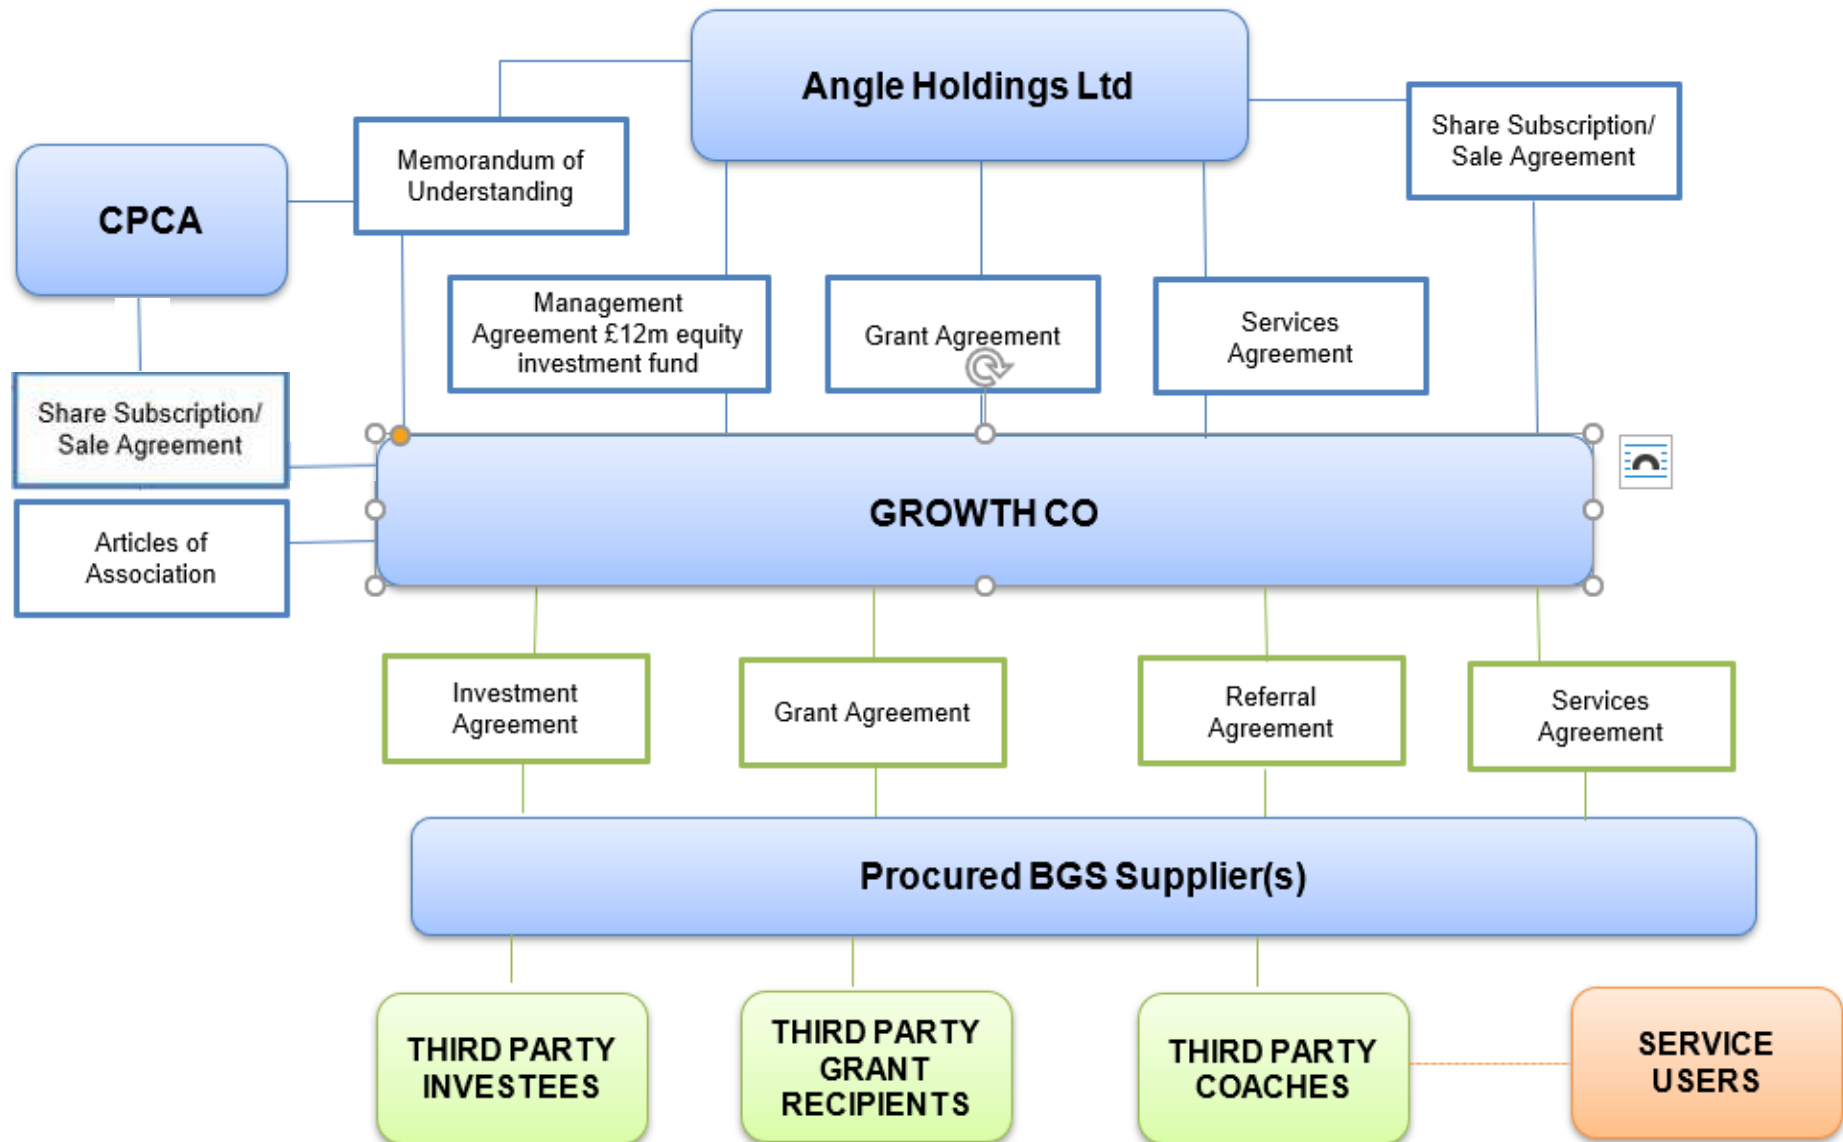 Angle Holdings Ltd
Memorandum of
Understanding
Share Subscription/
Sale Agreement
CPCA
Management
Agreement £12m equity
investment fund
Grant Agreement
Services
Agreement
Share Subscription/
Sale Agreement
GROWTH CO
Articles of
Association
Investment
Agreement
Grant Agreement
Referral
Agreement
Services
Agreement
Procured BGS Supplier(s)
THIRD PARTY
INVESTEES
THIRD PARTY
GRANT
RECIPIENTS
THIRD PARTY
COACHES
SERVICE
USERS